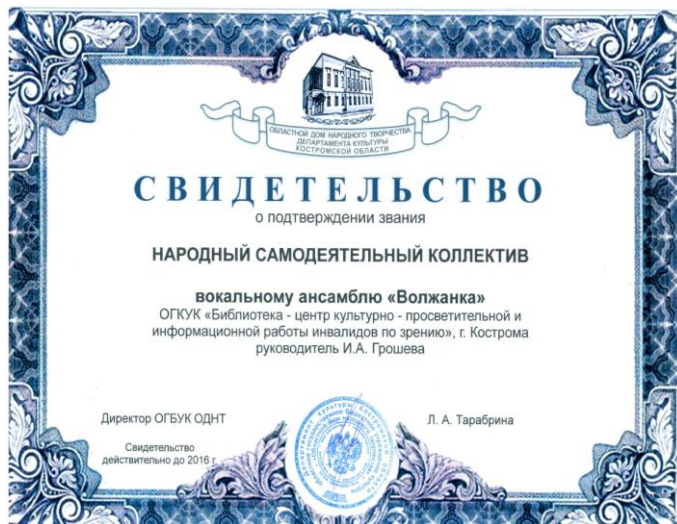 ОБЛАСТНОЙ ДОМ НАРОДНОГО ТВОРЧЕСТВА
ДЕПАРТАМЕНТА КУЛЬТУРЫ
КОСТРОМСКОЙ ОБЛАСТИ
СВИДЕТЕЛЬСТВО
о подтверждении звания
НАРОДНЫЙ САМОДЕЯТЕЛЬНЫЙ КОЛЛЕКТИВ
вокальному ансамблю «Волжанка»
ОГКУК «Библиотека - центр культурно - просветительной и
информационной работы инвалидов по зрению», г. Кострома
руководитель И.А. Грошева
Директор ОГБУК ОДНТ
Л. А. Тарабрина
Свидетельство
действительно до 2016 г.